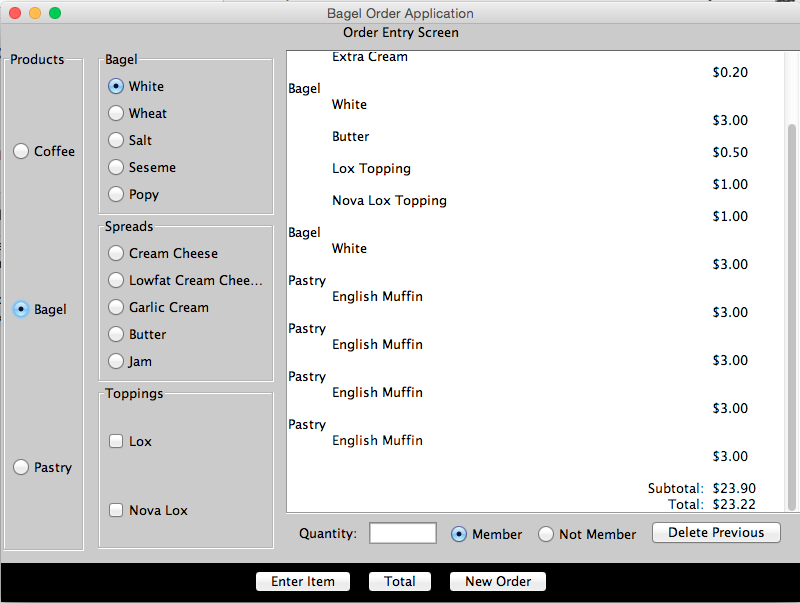 Bagel Order Application
Order Entry Screen
Products
Coffee
Bagel
Pastry
Bagel
White
Wheat
Salt
Seseme
Popy
Spreads
Cream Cheese
Lowfat Cream Chee...
Garlic Cream
Butter
Jam
Toppings
Lox
Nova Lox
Extra Cream
$0.20
Bagel
White
$3.00
Butter
$0.50
Lox Topping
$1.00
Nova Lox Topping
$1.00
Bagel
White
$3.00
Pastry
English Muffin
$3.00
Pastry
English Muffin
$3.00
Pastry
English Muffin
$3.00
Pastry
English Muffin
$3.00
Subtotal: $23.90
Total: $23.22
Quantity: Member Not Member Delete Previous
Enter Item Total New Order